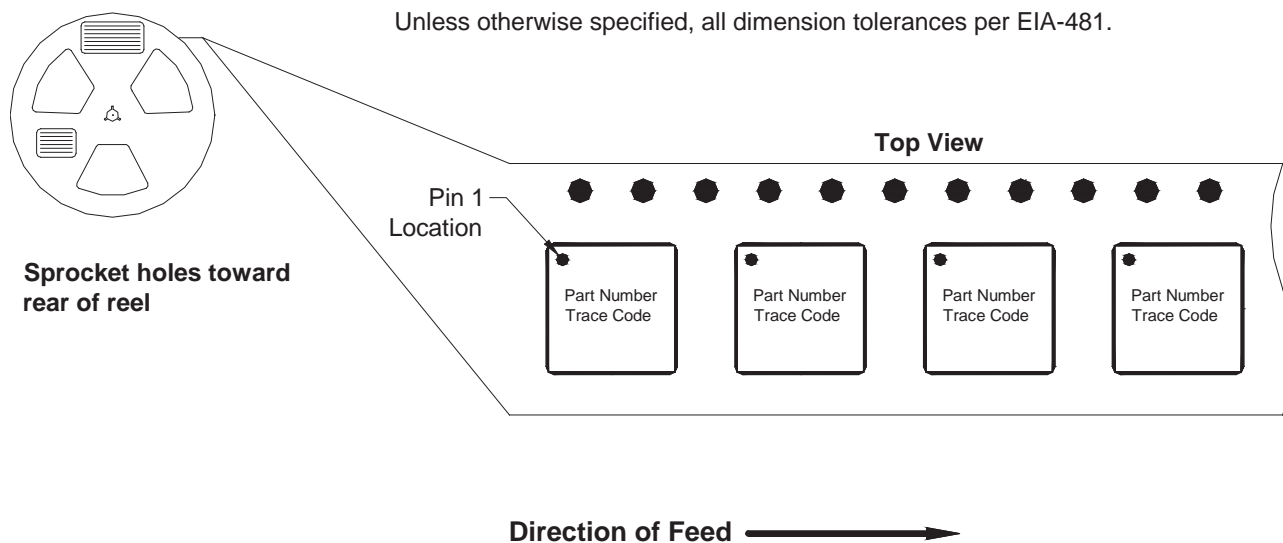 Unless otherwise specified, all dimension tolerances per EIA-481.
Top View
Pin 1
Location
Sprocket holes toward
rear of reel
Part Number
Trace Code
Part Number
Trace Code
Part Number
Trace Code
Part Number
Trace Code
Direction of Feed